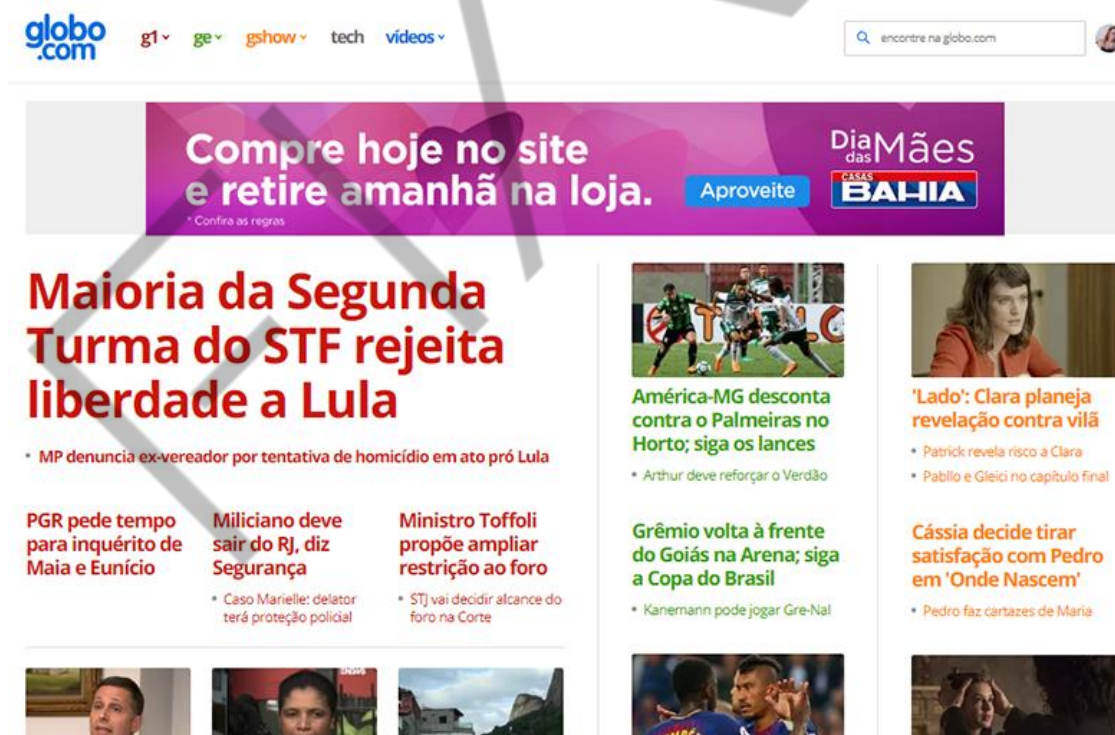 globo
.com
g1
ge
gshow
tech
vídeos
encontre na globo.com
Compre hoje no site
e retire amanhã na loja.
* Confira as regras
Aproveite
Dia
das
Mães
CASAS
BAHIA
Maioria da Segunda
Turma do STF rejeita
liberdade a Lula
MP denuncia ex-vereador por tentativa de homicídio em ato pró Lula
PGR pede tempo
para inquérito de
Maia e Eunício
Miliciano deve
sair do RJ, diz
Segurança
Caso Marielle: delator
terá proteção policial
Ministro Toffoli
propõe ampliar
restrição ao foro
STJ vai decidir alcance do
foro na Corte
América-MG desconta
contra o Palmeiras no
Horto; siga os lances
Arthur deve reforçar o Verdão
Grêmio volta à frente
do Goiás na Arena; siga
a Copa do Brasil
Kanemann pode jogar Gre-Nal
'Lado': Clara planeja
revelação contra vilã
Patrick revela risco a Clara
Pabllo e Gleici no capítulo final
Cássia decide tirar
satisfação com Pedro
em 'Onde Nascem'
Pedro faz cartazes de Maria